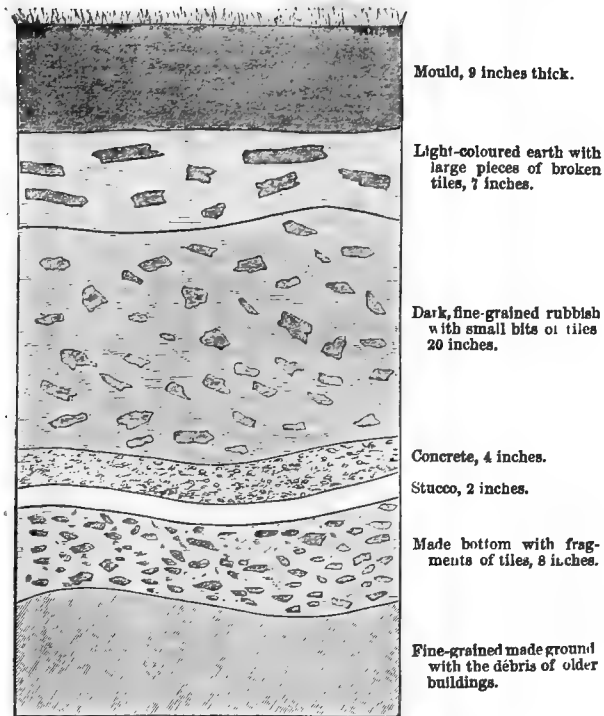 Mould, 9 inches thick.
Light-coloured earth with
large pieces of broken
tiles, 7 inches.
Dark, fine-grained rubbish
with small bits of tiles
20 inches.
Concrete, 4 inches.
Stucco, 2 inches.
Made bottom with frag-
ments of tiles, 8 inches.
Fine-grained made ground
with the débris of older
buildings.